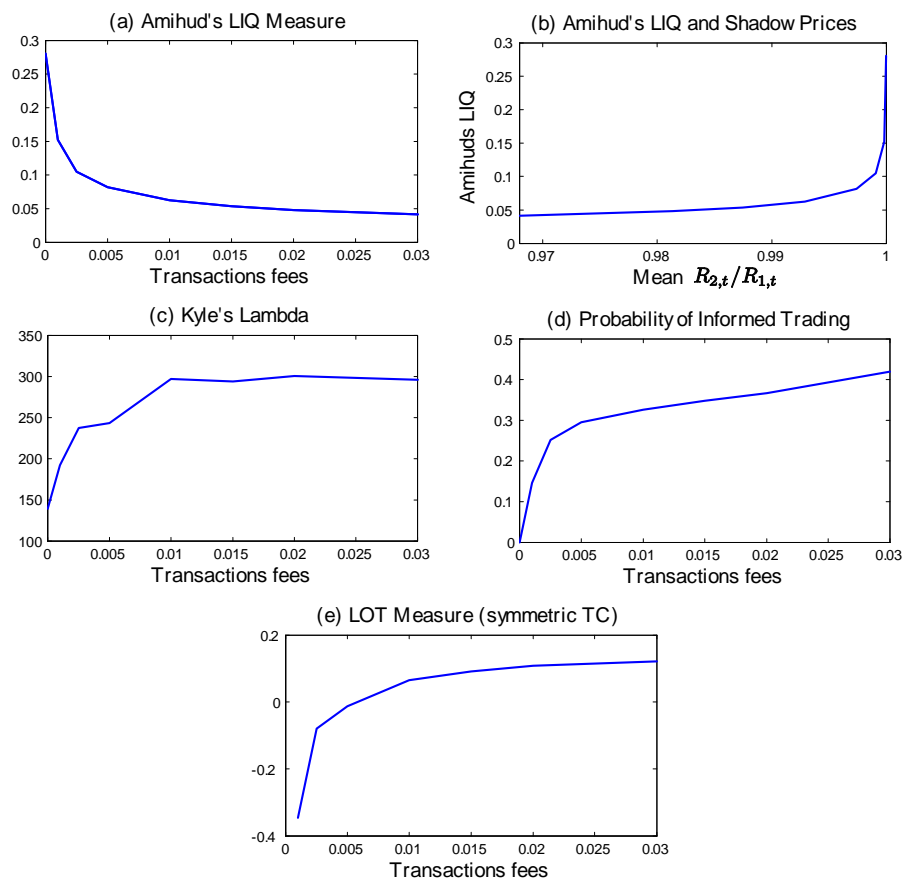 (a) Amihud's LIQ Measure
0.3
0.25
0.2
0.15
0.1
0.05
0
0 0.005 0.01 0.015 0.02 0.025 0.03
Transactions fees
(b) Amihud's LIQ and Shadow Prices
Amihuds LIQ
0.3
0.25
0.2
0.15
0.1
0.05
0
0.97 0.98 0.99 1
Mean R_{2,t}/R_{1,t}
(c) Kyle's Lambda
350
300
250
200
150
100
0 0.005 0.01 0.015 0.02 0.025 0.03
Transactions fees
(d) Probability of Informed Trading
0.5
0.4
0.3
0.2
0.1
0
0 0.005 0.01 0.015 0.02 0.025 0.03
Transactions fees
(e) LOT Measure (symmetric TC)
0.2
0
-0.2
-0.4
0 0.005 0.01 0.015 0.02 0.025 0.03
Transactions fees